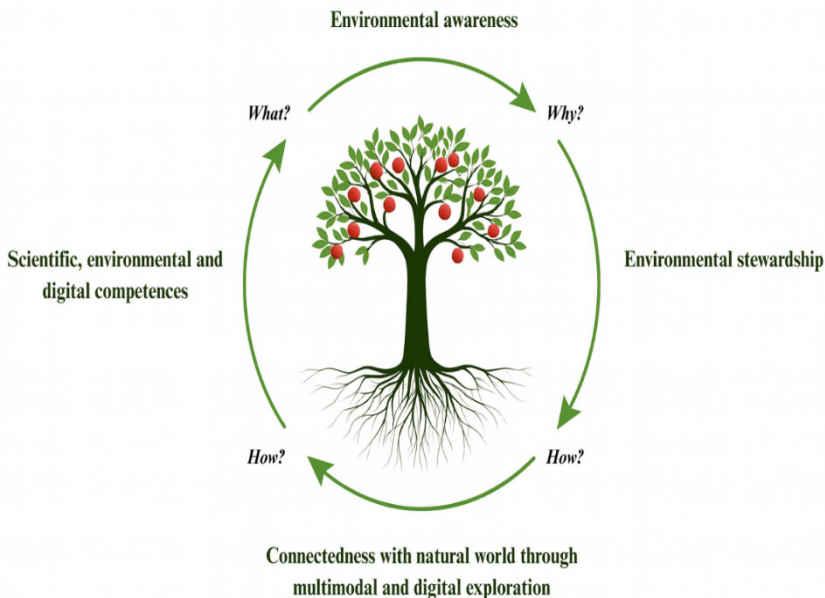 Environmental awareness
What?
Why?
Scientific, environmental and
digital competences
Environmental stewardship
How?
How?
Connectedness with natural world through
multimodal and digital exploration